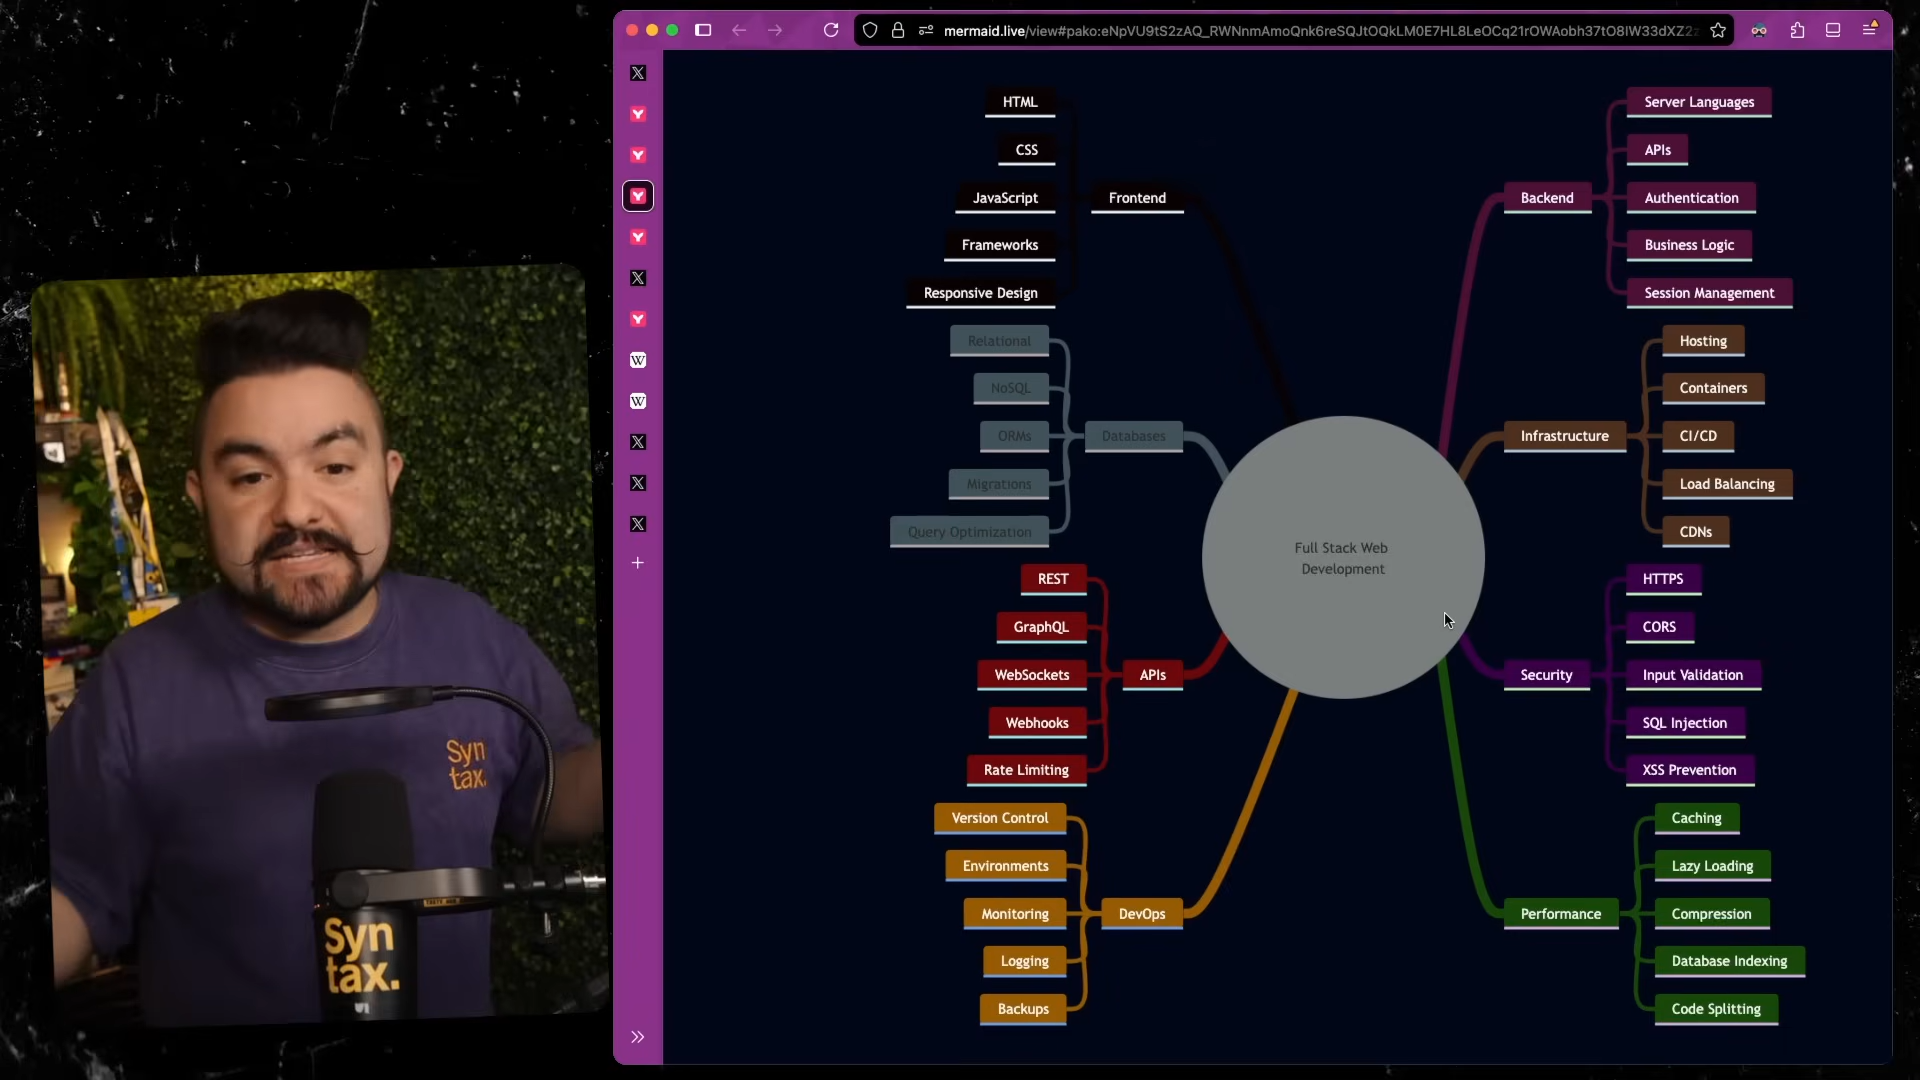 mermaid.live/view#pako:eNpVU9tS2zAQ_RWNnmAmoQnk6reSQJtOQkLM0E7HL8LeOCq21rOWAobh37tO8IW33dXZ2
HTML
CSS
JavaScript
Frameworks
Responsive Design
Frontend
Relational
NoSQL
ORMs
Migrations
Query Optimization
Databases
REST
GraphQL
WebSockets
Webhooks
Rate Limiting
APIs
Version Control
Environments
Monitoring
Logging
Backups
DevOps
Full Stack Web
Development
Backend
Server Languages
APIs
Authentication
Business Logic
Session Management
Infrastructure
Hosting
Containers
CI/CD
Load Balancing
CDNs
Security
HTTPS
CORS
Input Validation
SQL Injection
XSS Prevention
Performance
Caching
Lazy Loading
Compression
Database Indexing
Code Splitting
Syn
tax.
Syn
tax.